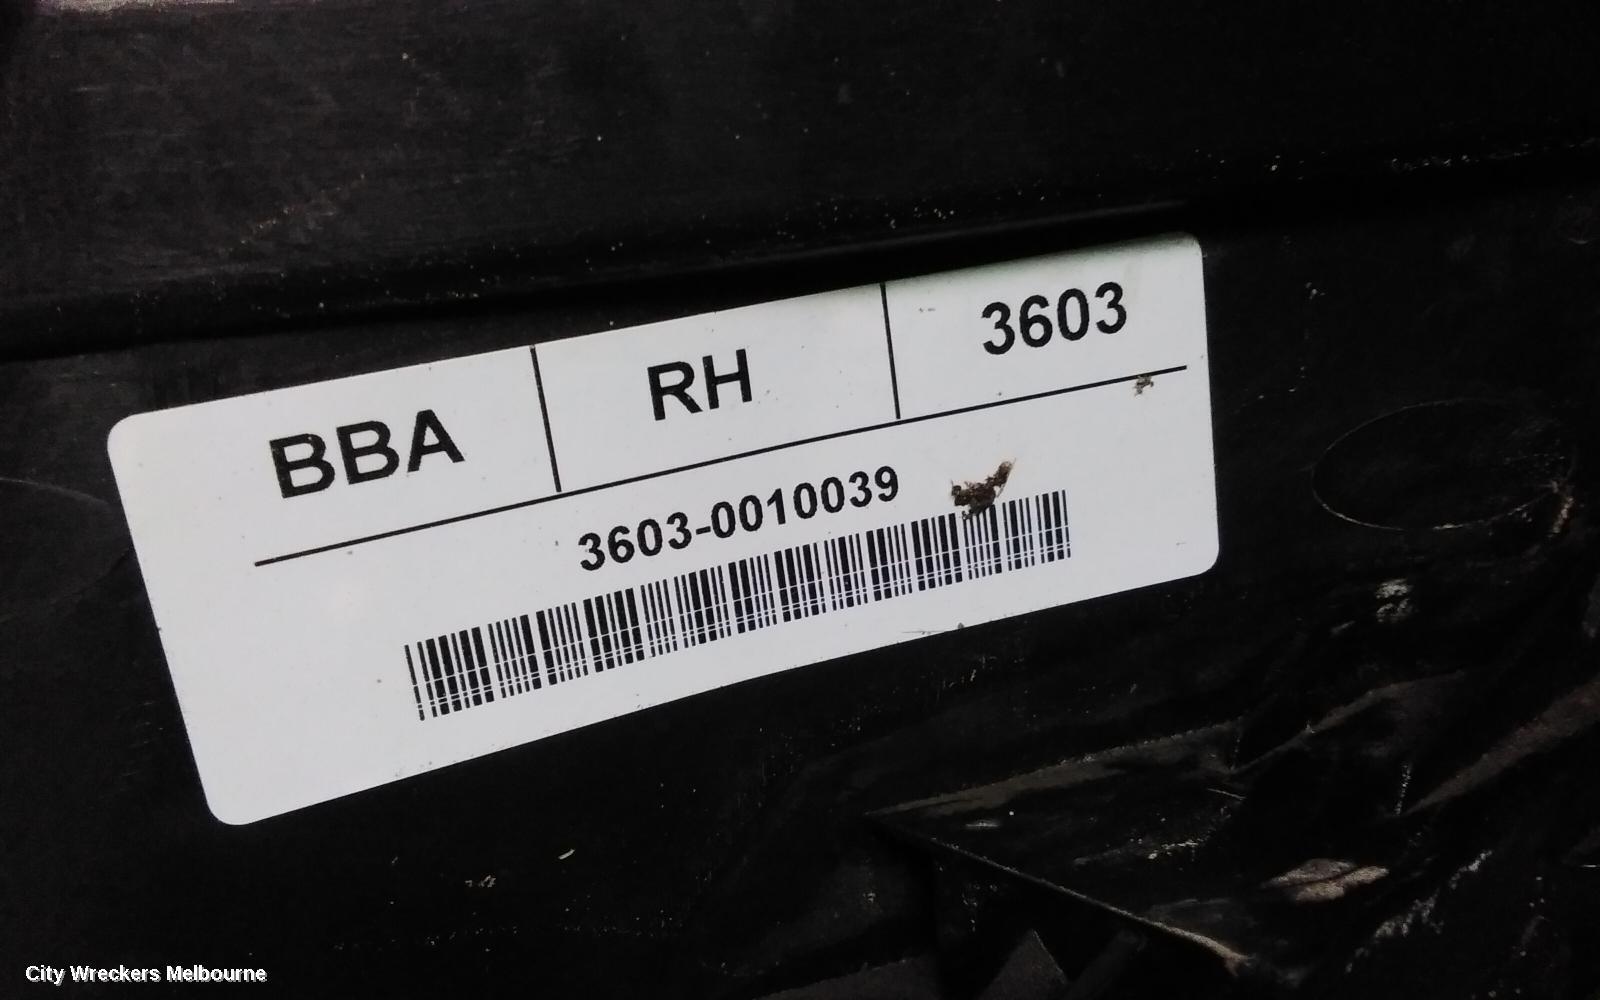 BBA RH 3603
3603-0010039
City Wreckers Melbourne